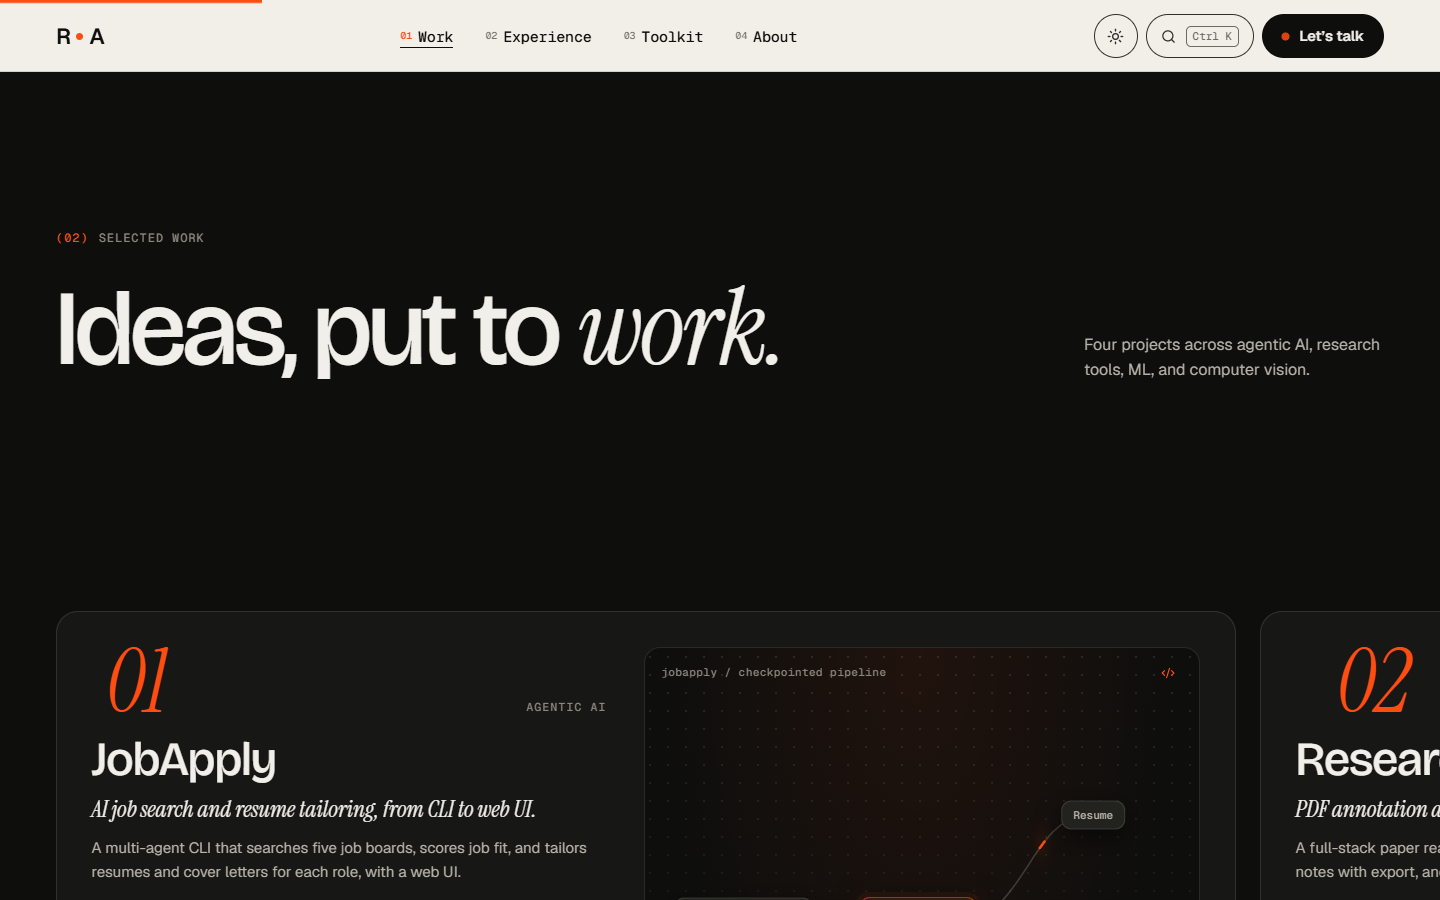 R • A
01 Work
02 Experience
03 Toolkit
04 About
Ctrl K
Let's talk
(02) SELECTED WORK
Ideas, put to work.
Four projects across agentic AI, research
tools, ML, and computer vision.
01
AGENTIC AI
JobApply
AI job search and resume tailoring, from CLI to web UI.
A multi-agent CLI that searches five job boards, scores job fit, and tailors
resumes and cover letters for each role, with a web UI.
jobapply / checkpointed pipeline
</>
Resume
02
PDF annotation
A full-stack paper
notes with export,